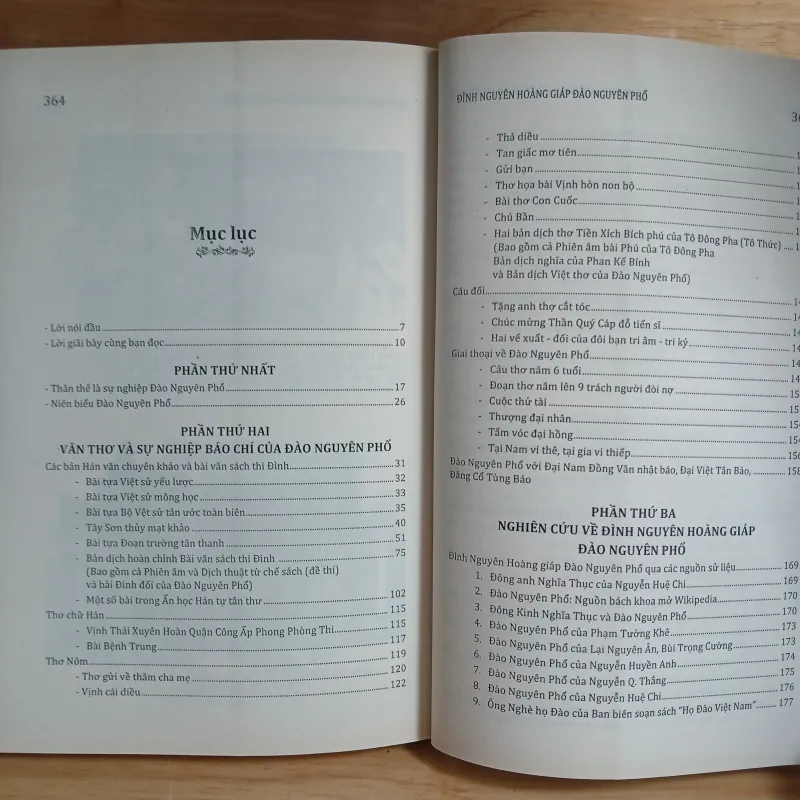 364
Mục lục
- Lời nói đầu 7
- Lời giãi bày cùng bạn đọc 10
PHẦN THỨ NHẤT
- Thân thế là sự nghiệp Đào Nguyên Phổ 17
- Niên biểu Đào Nguyên Phổ 26
PHẦN THỨ HAI
VĂN THƠ VÀ SỰ NGHIỆP BÁO CHÍ CỦA ĐÀO NGUYÊN PHỔ
Các bản Hán văn chuyên khảo và bài văn sách thi Đình 31
- Bài tựa Việt sử yếu lược 32
- Bài tựa Việt sử mông học 33
- Bài tựa Bộ Vệt sử tân ước toàn biên 35
- Tây Sơn thủy mạt khảo 40
- Bài tựa Đoạn trường tân thanh 51
- Bản dịch hoàn chỉnh Bài văn sách thi Đình 75
(Bao gồm cả Phiên âm và Dịch thuật từ chế sách (đề thi)
và bài Đình đối của Đào Nguyên Phổ)
- Một số bài trong Ấn học Hán tự tân thư 102
Thơ chữ Hán 115
- Vịnh Thái Xuyên Hoàn Quận Công Ấp Phong Phòng Thi 115
- Bài Bệnh Trung 117
Thơ Nôm 119
- Thơ gửi về thăm cha mẹ 120
- Vịnh cái diều 122
ĐÌNH NGUYÊN HOÀNG GIÁP ĐÀO NGUYÊN PHỔ
- Thả diều
- Tan giấc mơ tiên
- Gửi bạn
- Thơ họa bài Vịnh hòn non bộ
- Bài thơ Con Cuốc
- Chú Bần
- Hai bản dịch thơ Tiền Xích Bích phú của Tô Đông Pha (Tô Thức)
(Bao gồm cả Phiên âm bài Phú của Tô Đông Pha
Bản dịch nghĩa của Phan Kế Bính
và Bản dịch Việt thơ của Đào Nguyên Phổ)
Câu đối
- Tặng anh thợ cắt tóc
- Chúc mừng Thần Quý Cáp đỗ tiến sĩ
- Hai vế xuất - đối của đôi bạn tri âm - tri kỷ
Giai thoại về Đào Nguyên Phổ
- Câu thơ năm 6 tuổi
- Đoạn thơ năm lên 9 trách người đòi nợ
- Cuộc thử tài
- Thượng đại nhân 154
- Tấm vóc đại hồng 154
- Tại Nam vi thê, tại gia vi thiếp 156
Đào Nguyên Phổ với Đại Nam Đồng Văn nhật báo, Đại Việt Tân Báo, 158
Đăng Cổ Tùng Báo
PHẦN THỨ BA
NGHIÊN CỨU VỀ ĐÌNH NGUYÊN HOÀNG GIÁP
ĐÀO NGUYÊN PHỔ
Đình Nguyên Hoàng giáp Đào Nguyên Phổ qua các nguồn sử liệu 169
1. Đông anh Nghĩa Thục của Nguyễn Huệ Chi 169
2. Đào Nguyên Phổ: Nguồn bách khoa mở Wikipedia 170
3. Đông Kinh Nghĩa Thục và Đào Nguyên Phổ 170
4. Đào Nguyên Phổ của Phạm Tường Khê 173
5. Đào Nguyên Phổ của Lại Nguyên Ân, Bùi Trọng Cường 173
6. Đào Nguyên Phổ của Nguyễn Huyền Anh 174
7. Đào Nguyên Phổ của Nguyễn Q. Thắng 175
8. Đào Nguyên Phổ của Nguyễn Huệ Chi 176
9. Ông Nghè họ Đào của Ban biên soạn sách "Họ Đào Việt Nam" 177